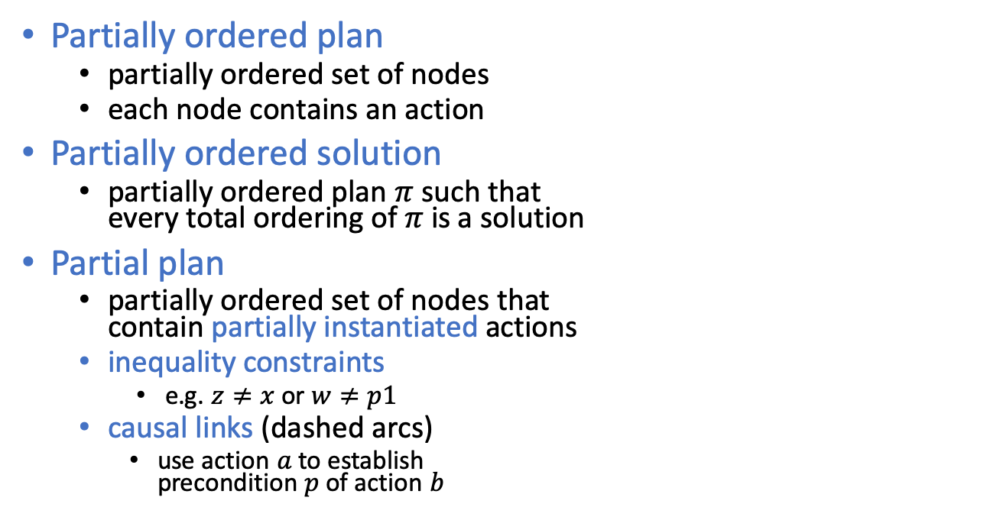 • Partially ordered plan
• partially ordered set of nodes
• each node contains an action
• Partially ordered solution
• partially ordered plan π such that
every total ordering of π is a solution
• Partial plan
• partially ordered set of nodes that
contain partially instantiated actions
• inequality constraints
• e.g. z ≠ x or w ≠ p1
• causal links (dashed arcs)
• use action a to establish
precondition p of action b